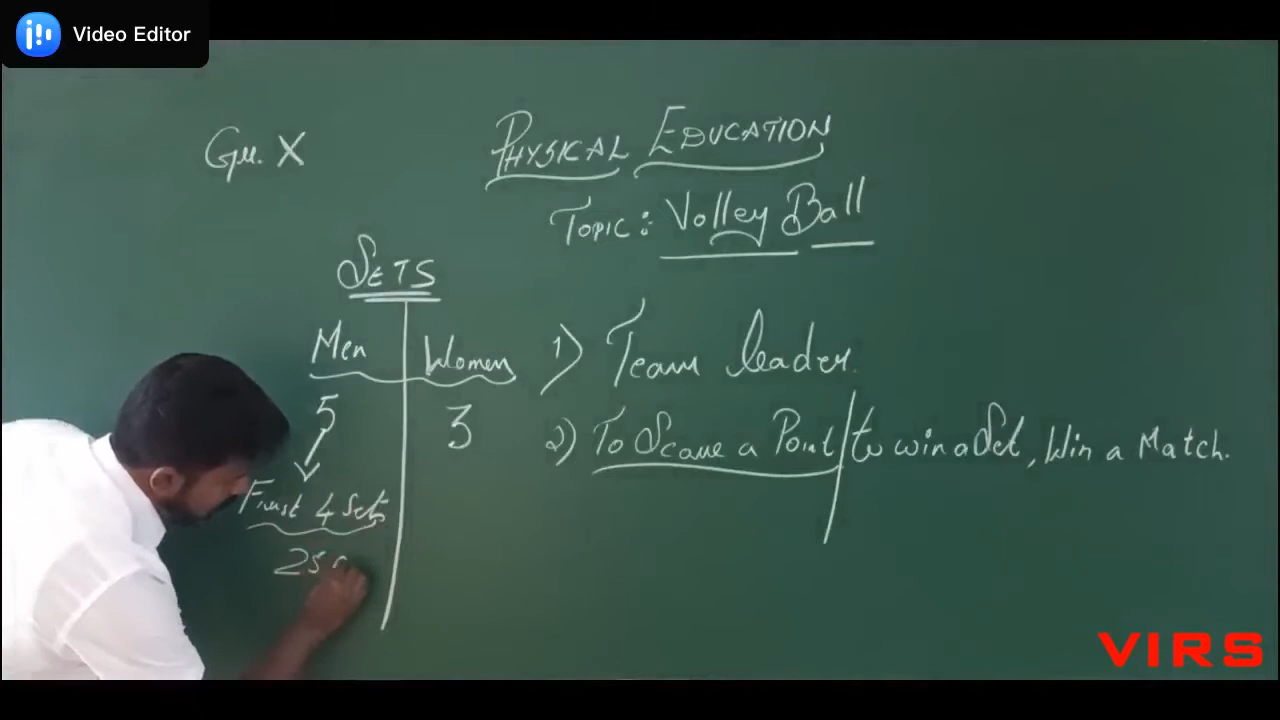 Video Editor
Gr. X
PHYSICAL EDUCATION
TOPIC: Volley Ball
SETS
Men
Women
5
3
First 4 Sets
25
1) Team leader.
2) To Score a Point to win a Set, Win a Match.
VIRS